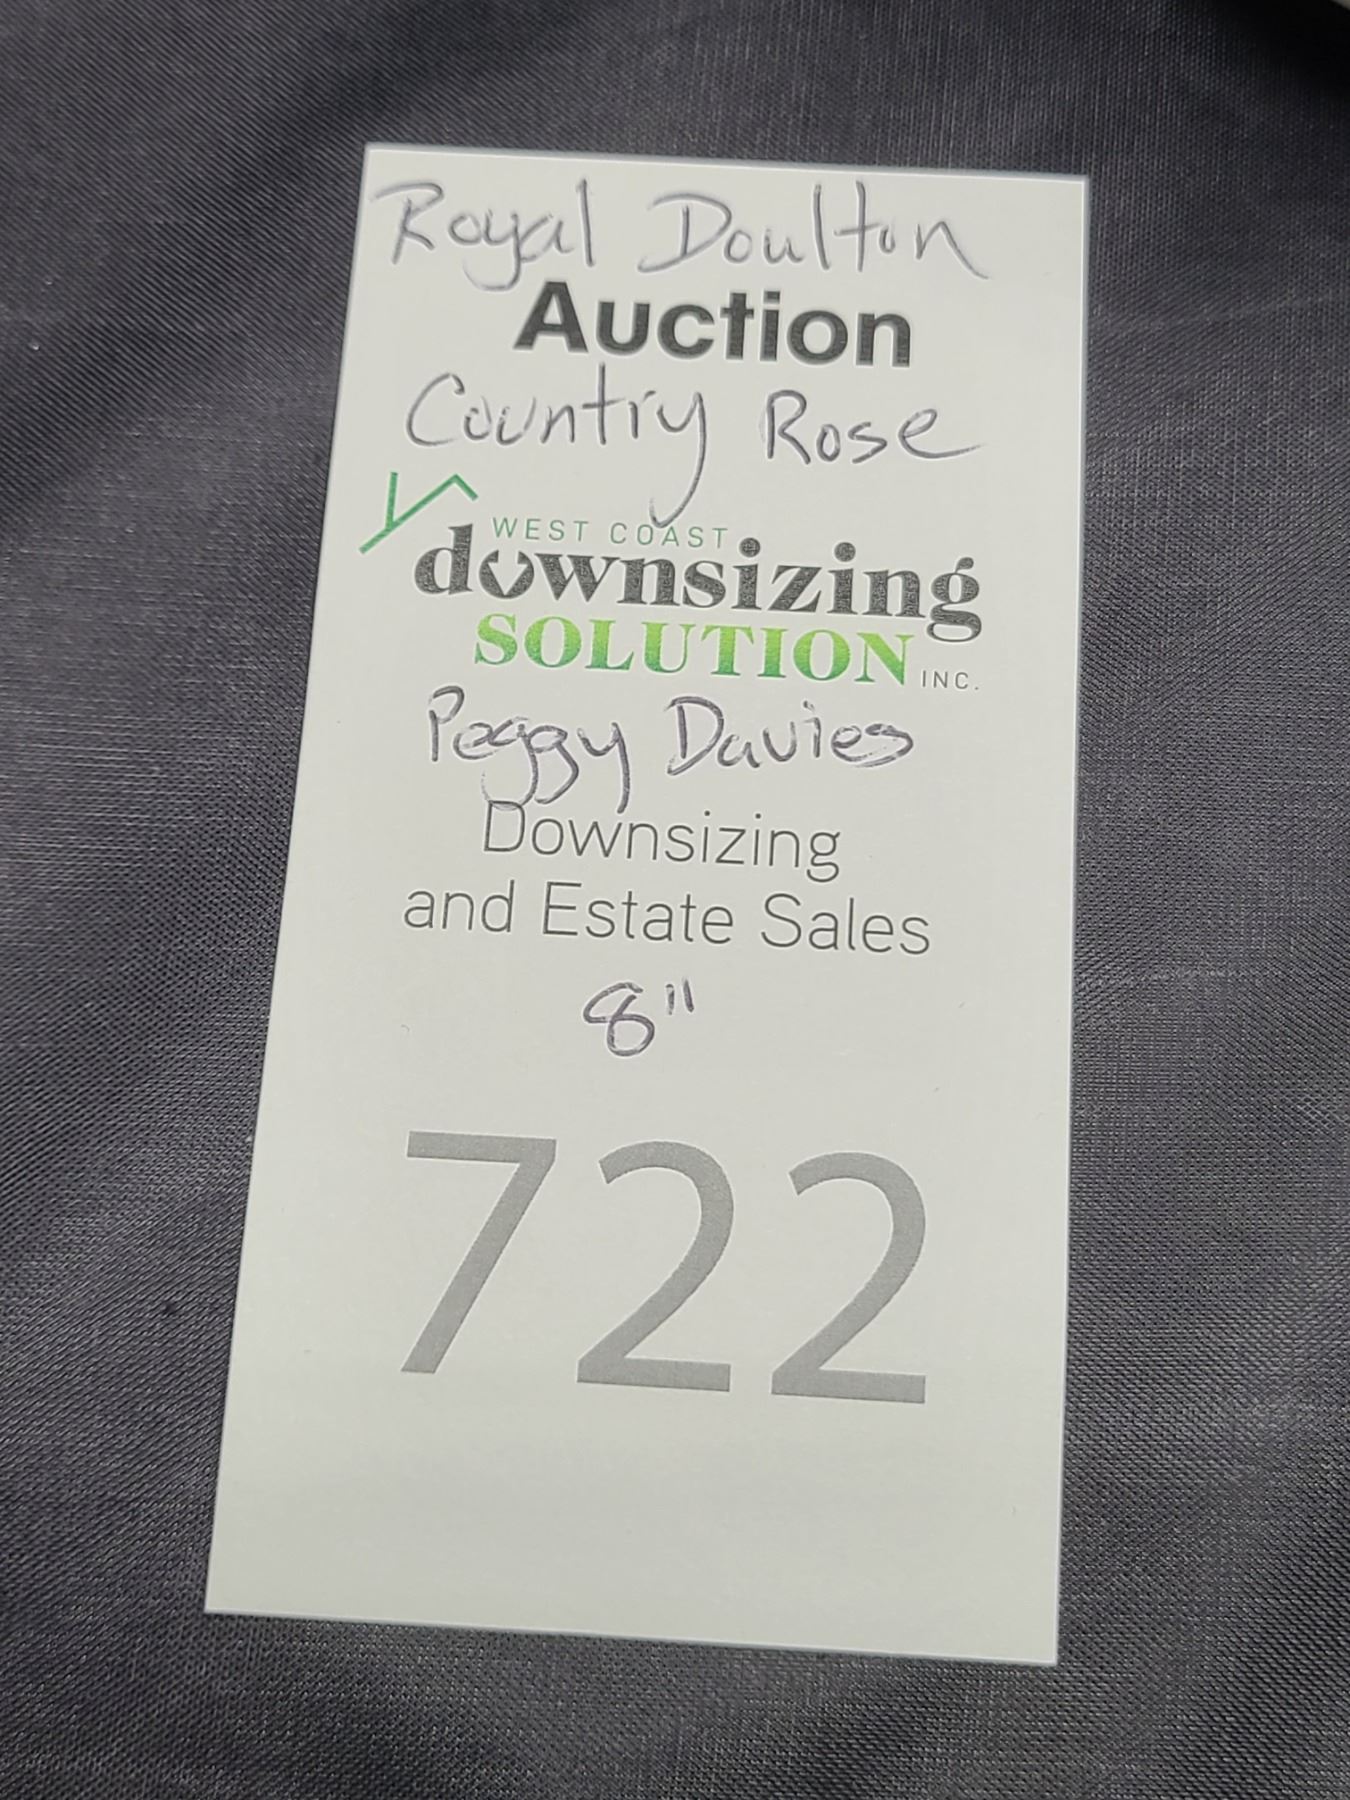 Royal Doulton
Auction
Country Rose
WEST COAST
downsizing
SOLUTION INC.
Peggy Davies
Downsizing
and Estate Sales
8"
722